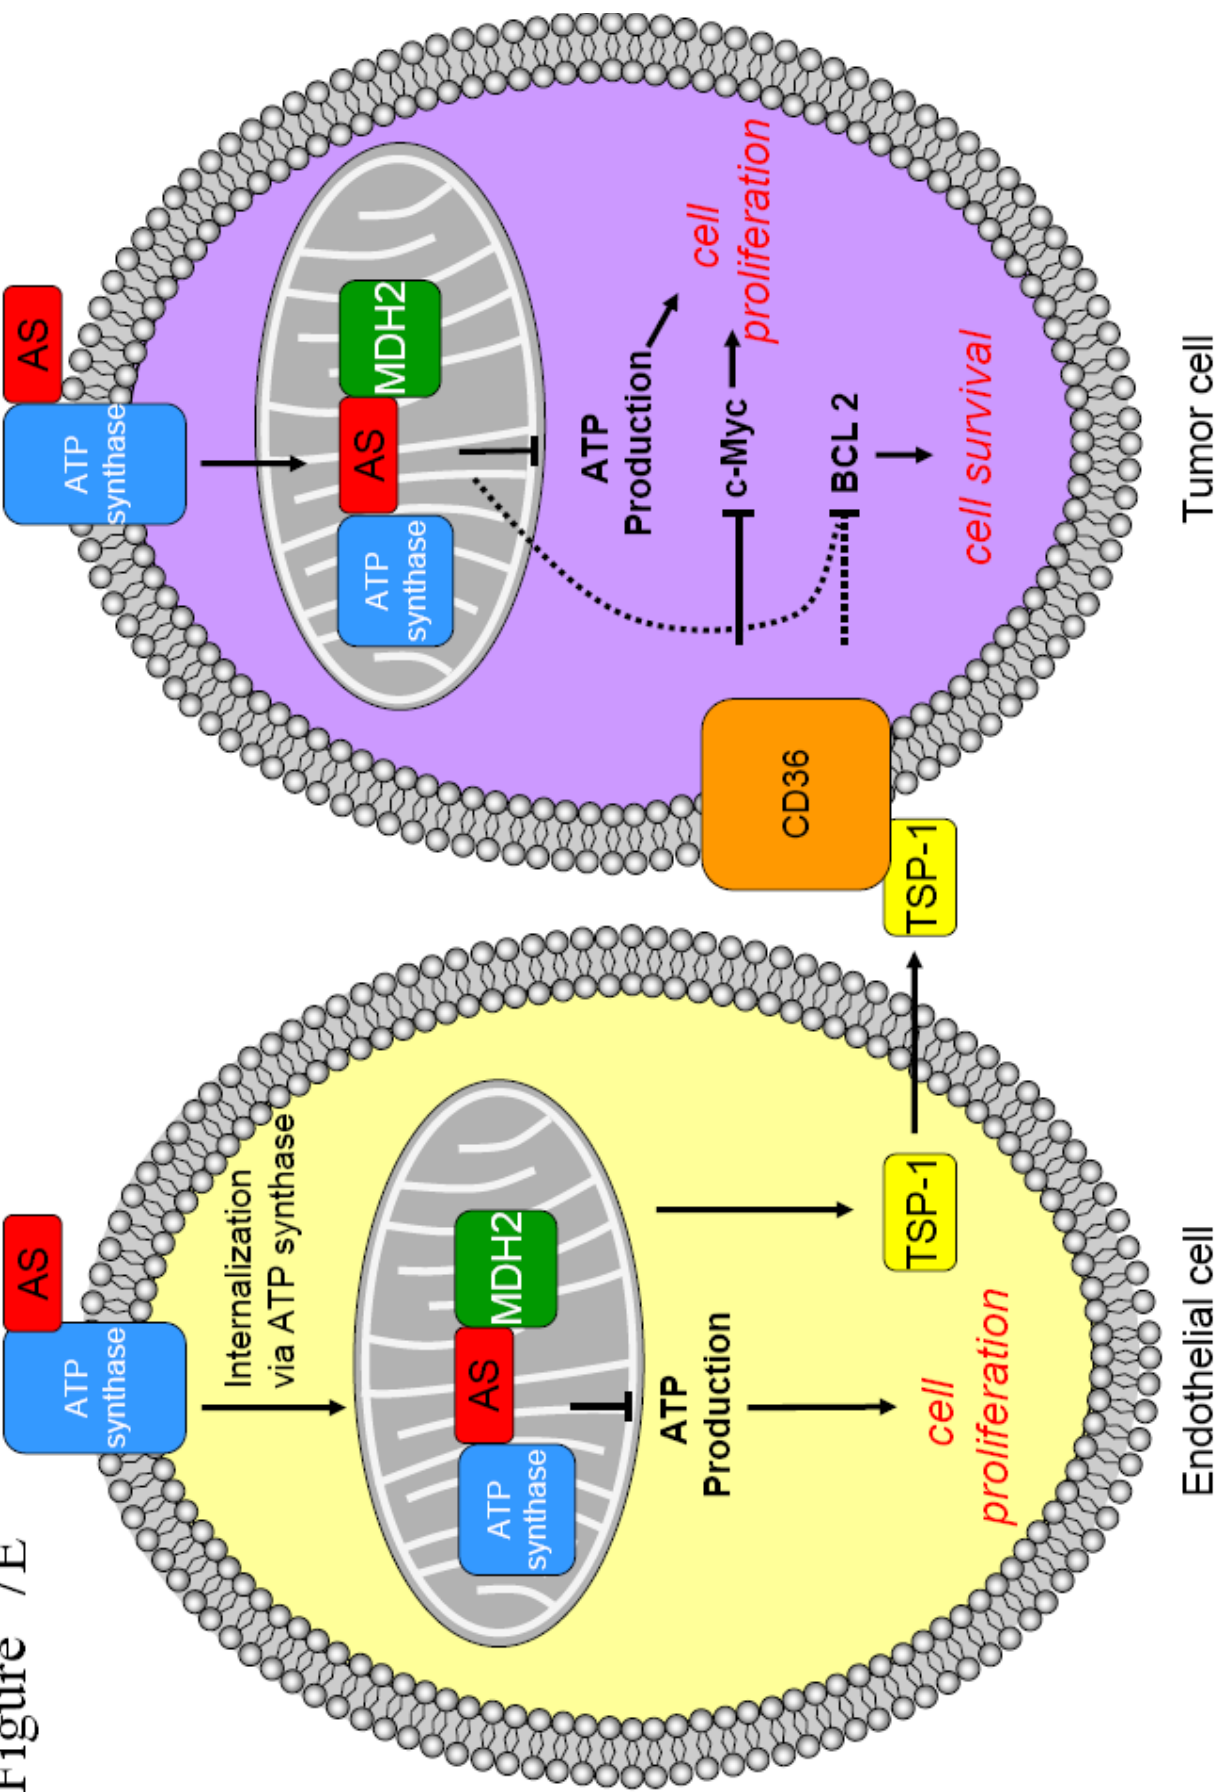 Figure 7E
AS
ATP
synthase
Internalization
via ATP synthase
ATP
synthase
AS
MDH2
ATP
Production
cell
proliferation
TSP-1
Endothelial cell
TSP-1
CD36
AS
ATP
synthase
ATP
synthase
AS
MDH2
ATP
Production
c-Myc
cell
proliferation
BCL 2
cell survival
Tumor cell